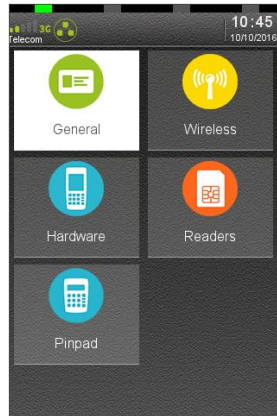 3G
10:45
Telecom
10/10/2016
General
Wireless
Hardware
Readers
Pinpad